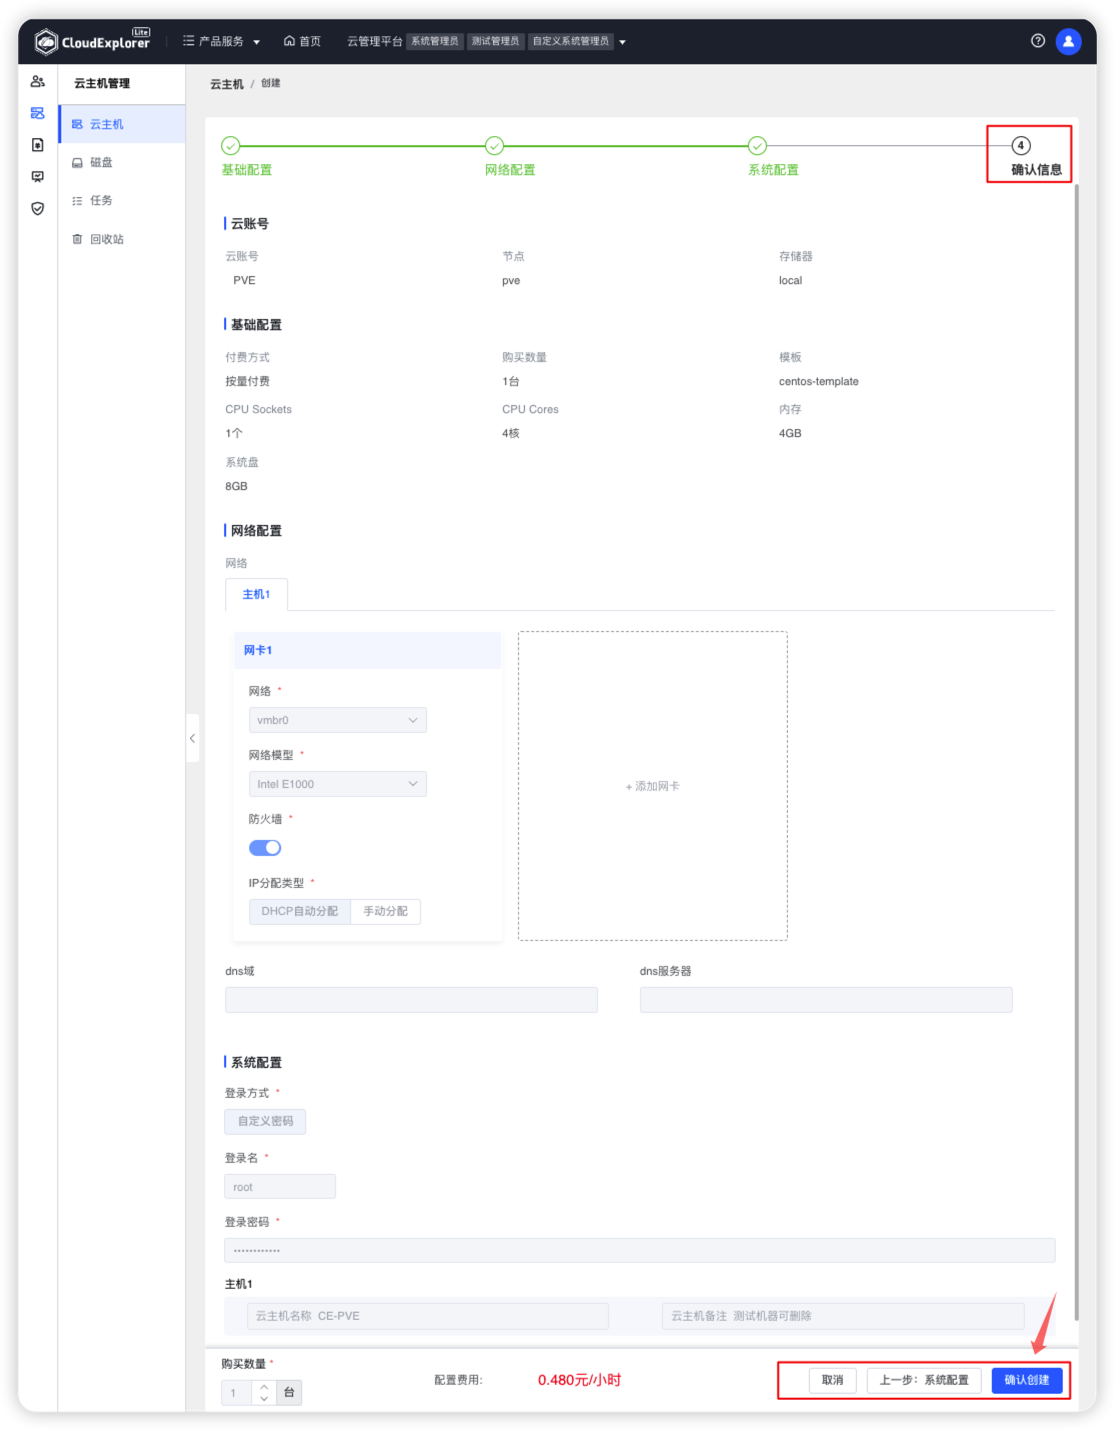 CloudExplorer Lite
产品服务
首页
云管理平台 系统管理员 测试管理员 自定义系统管理员
云主机管理
云主机
磁盘
任务
回收站
云主机 / 创建
基础配置
网络配置
系统配置
4
确认信息
云账号
云账号 节点 存储器
PVE pve local
基础配置
付费方式 购买数量 模板
按量付费 1台 centos-template
CPU Sockets CPU Cores 内存
1个 4核 4GB
系统盘
8GB
网络配置
网络
主机1
网卡1
网络 *
vmbr0
网络模型 *
Intel E1000
防火墙 *
IP分配类型 *
DHCP自动分配 手动分配
+ 添加网卡
dns域 dns服务器
系统配置
登录方式 *
自定义密码
登录名 *
root
登录密码 *
••••••••••••
主机1
云主机名称 CE-PVE 云主机备注 测试机器可删除
购买数量 *
1 台
配置费用: 0.480元/小时
取消 上一步：系统配置 确认创建